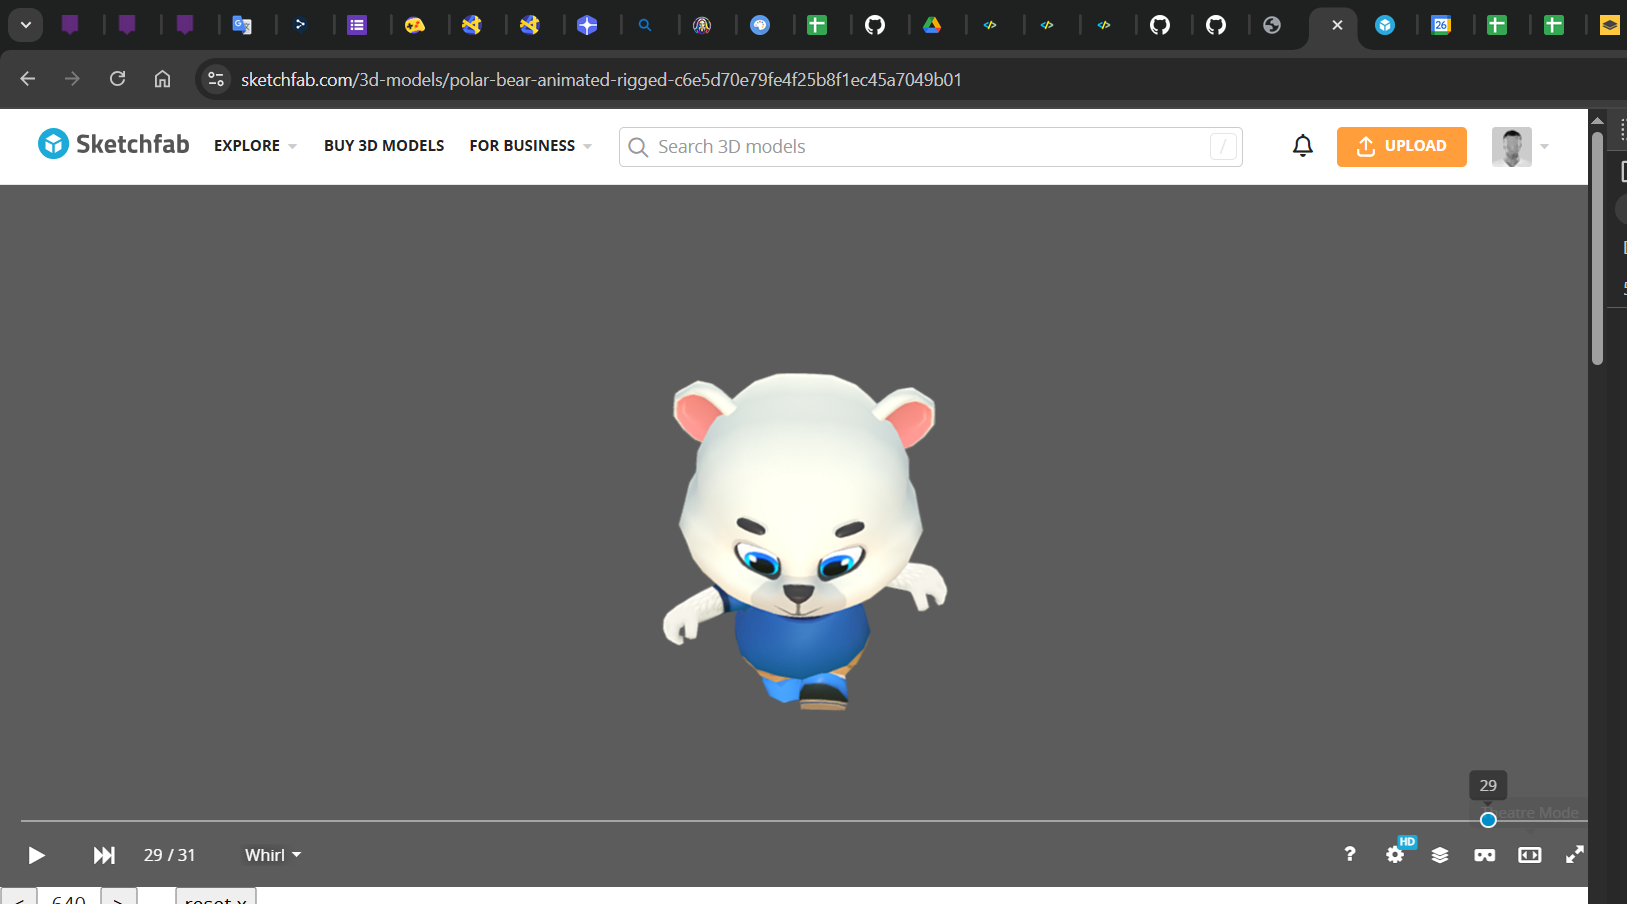 sketchfab.com/3d-models/polar-bear-animated-rigged-c6e5d70e79fe4f25b8f1ec45a7049b01
Sketchfab EXPLORE BUY 3D MODELS FOR BUSINESS Search 3D models / UPLOAD
29
Theatre Mode
29 / 31 Whirl ? HD
< 640 > reset x